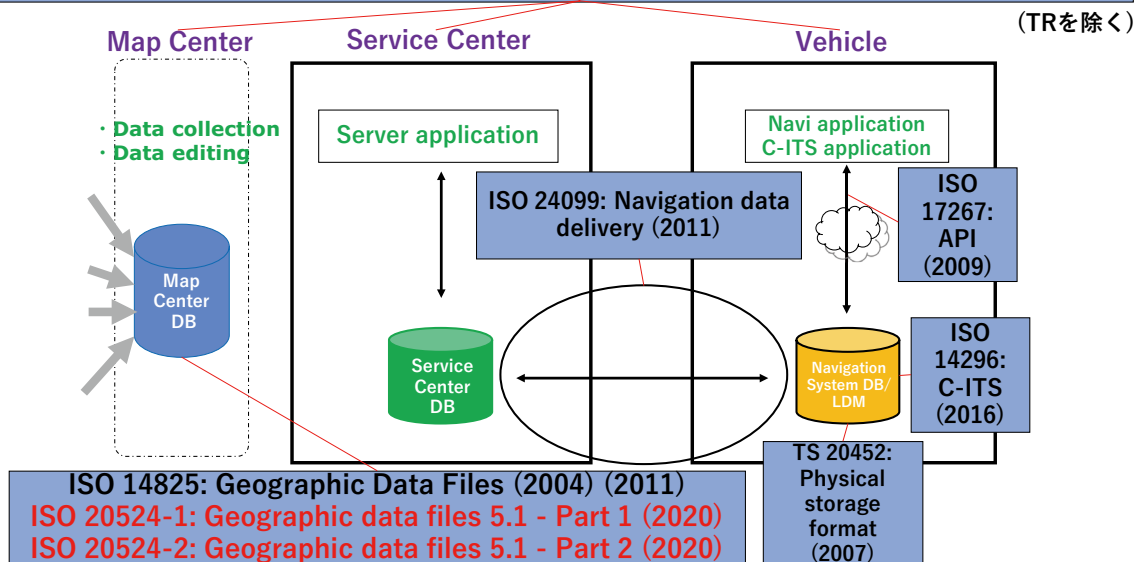 (TRを除く)
Map Center
Service Center
Vehicle
・Data collection
・Data editing
Server application
Navi application
C-ITS application
ISO 24099: Navigation data
delivery (2011)
ISO
17267:
API
(2009)
Map
Center
DB
Service
Center
DB
Navigation
System DB/
LDM
ISO
14296:
C-ITS
(2016)
TS 20452:
Physical
storage
format
(2007)
ISO 14825: Geographic Data Files (2004) (2011)
ISO 20524-1: Geographic data files 5.1 - Part 1 (2020)
ISO 20524-2: Geographic data files 5.1 - Part 2 (2020)